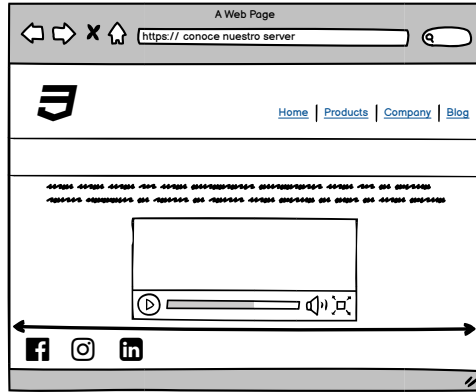 A Web Page
https:// conoce nuestro server
Home | Products | Company | Blog